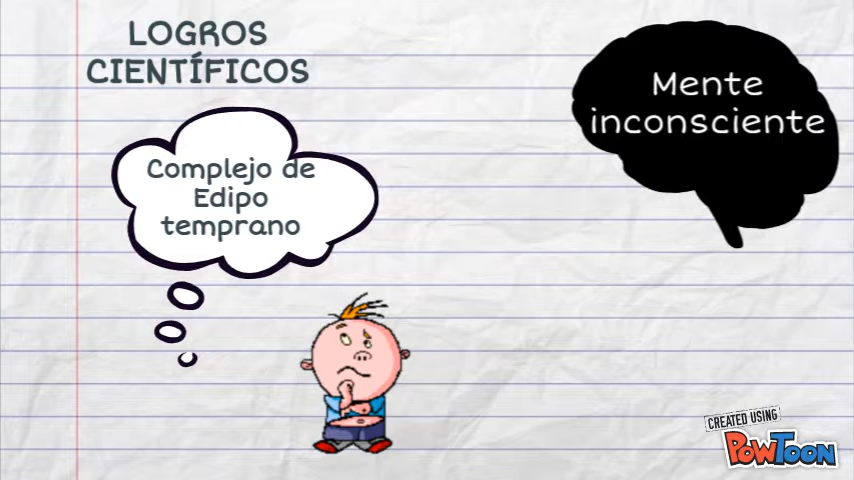 LOGROS
CIENTÍFICOS
Mente
inconsciente
Complejo de
Edipo
temprano
CREATED USING
POWTOON